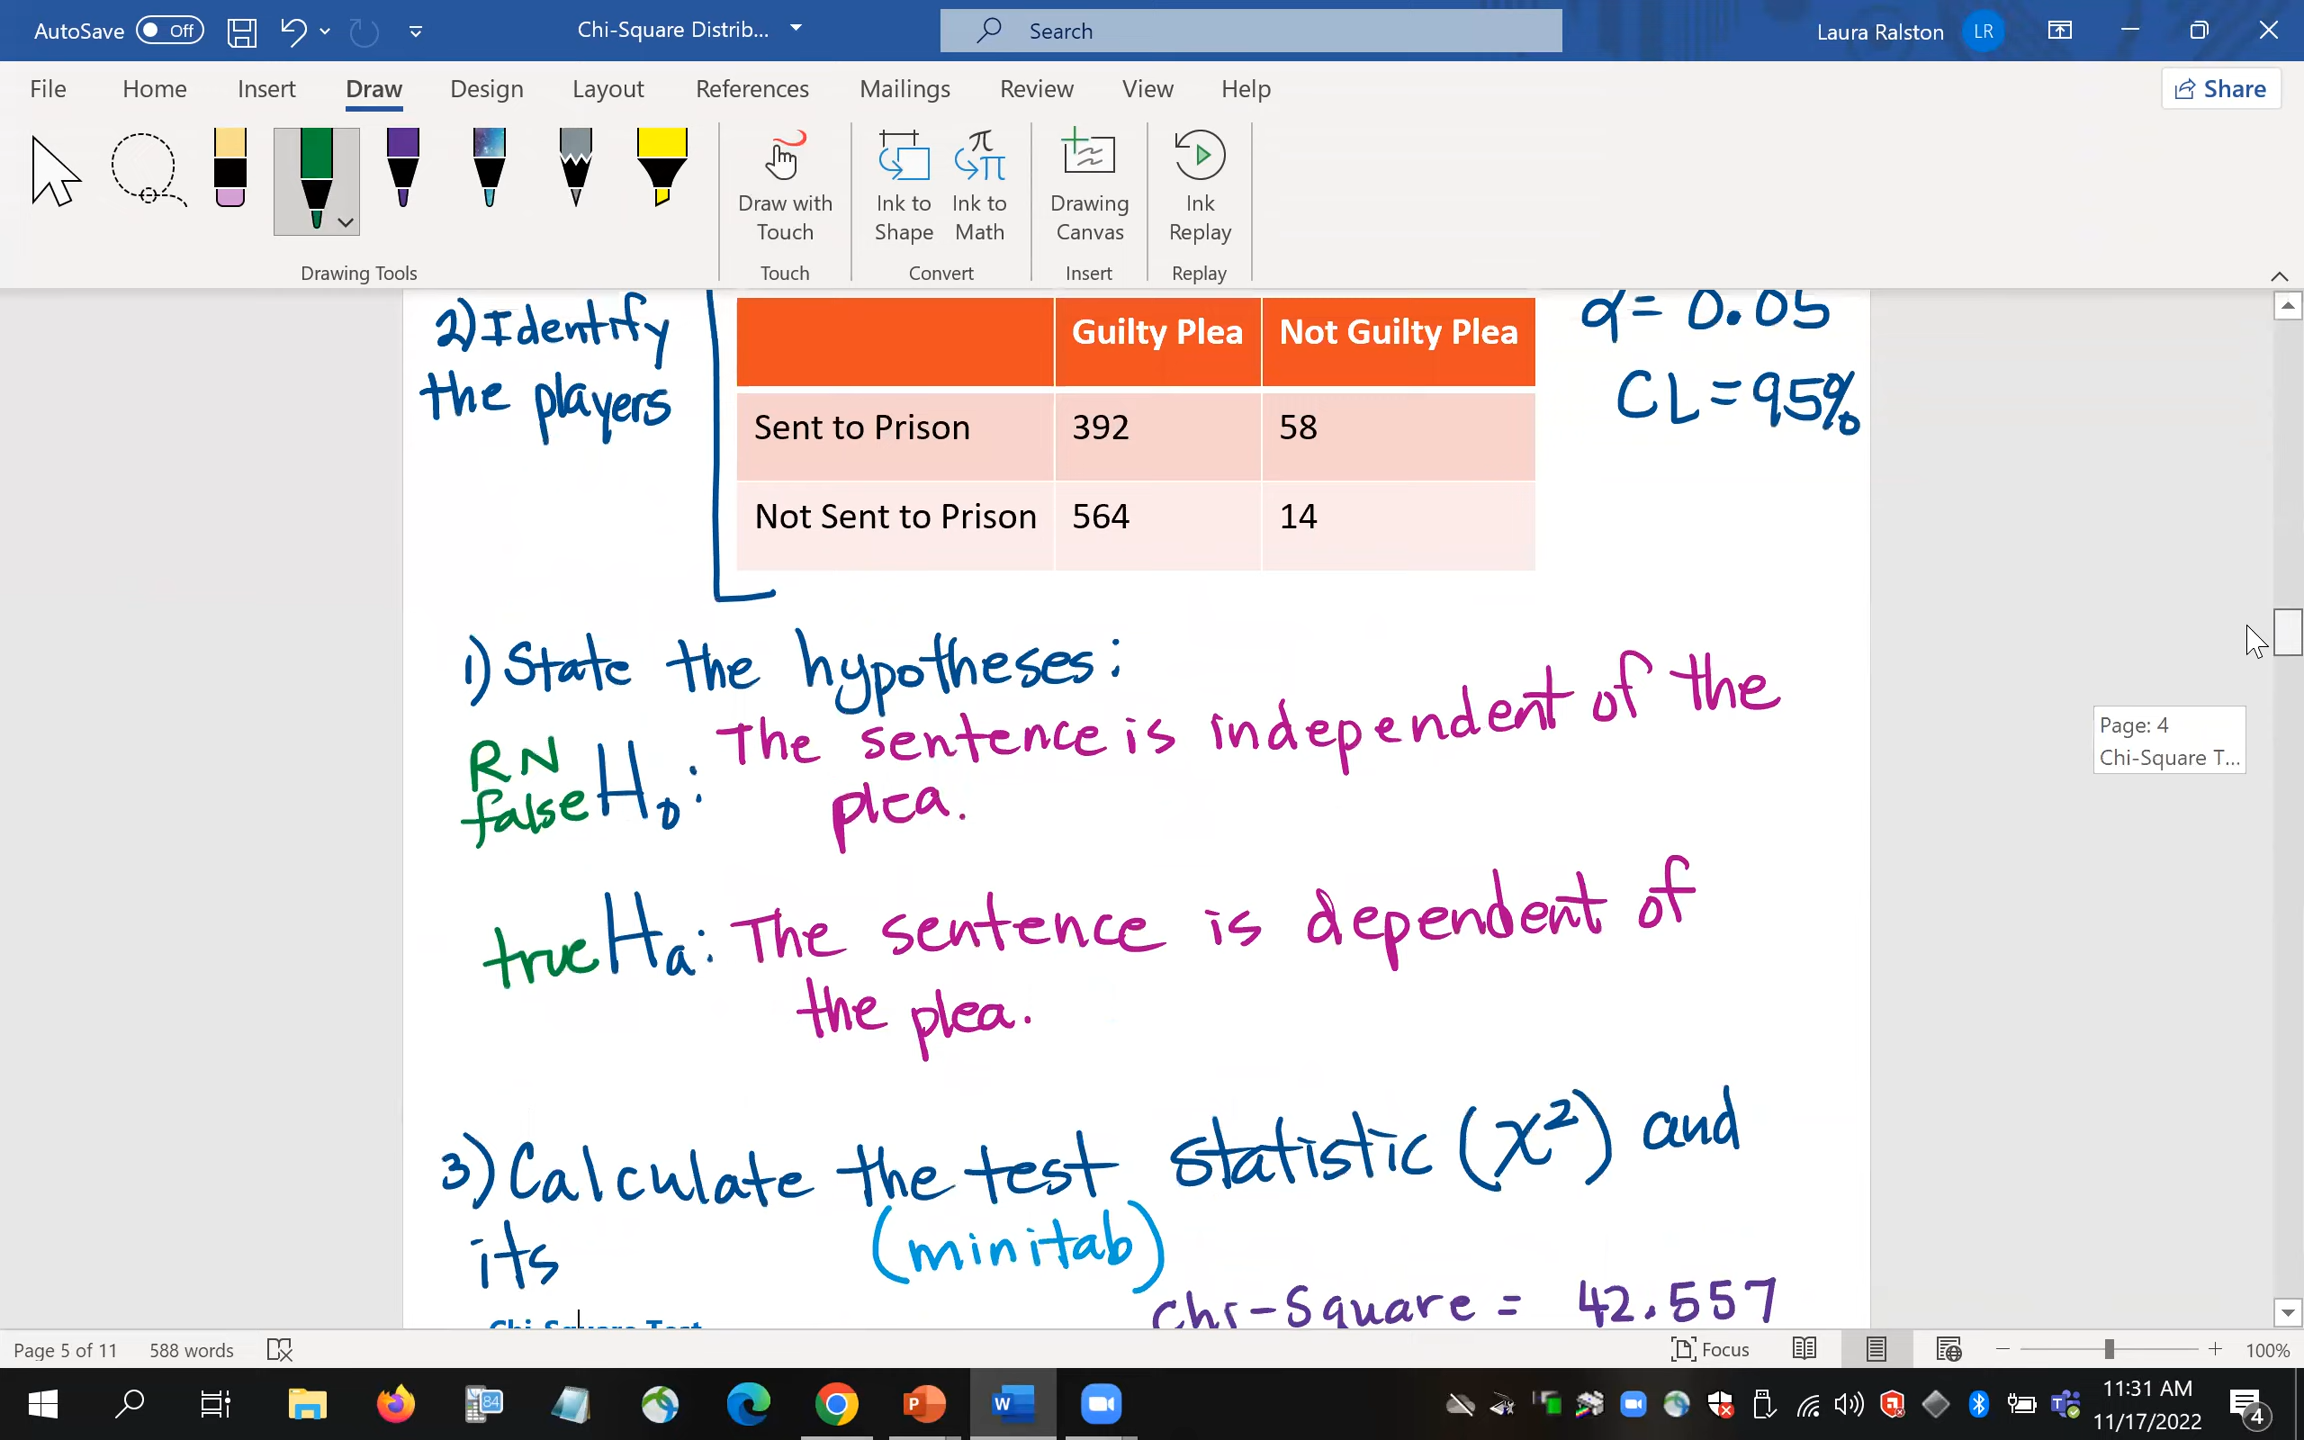 AutoSave Off
Chi-Square Distrib...
Search
Laura Ralston LR
File Home Insert Draw Design Layout References Mailings Review View Help
Share
Draw with Touch
Ink to Shape
Ink to Math
Drawing Canvas
Ink Replay
Drawing Tools Touch Convert Insert Replay
2) Identify
the players
Guilty Plea Not Guilty Plea
Sent to Prison 392 58
Not Sent to Prison 564 14
α = 0.05
CL = 95%
1) State the hypotheses:
RN
false H₀: The sentence is independent of the
plea.
true Hₐ: The sentence is dependent of
the plea.
Page: 4
Chi-Square T...
3) Calculate the test statistic (χ²) and
its (minitab)
Chi-Square = 42.557
Chi-Square Test
Page 5 of 11 588 words
Focus
100%
84
P
W
11:31 AM
11/17/2022
4